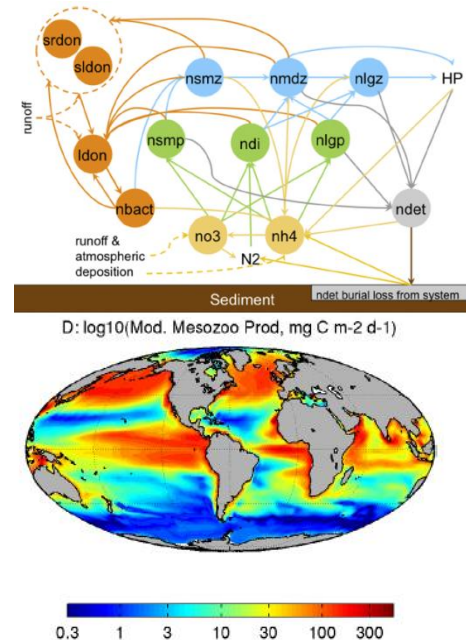 srdon
sldon
nsmz
nmdz
nlgz
HP
runoff
nsmp
ndi
nlgp
ldon
nbact
ndet
no3
nh4
runoff &
atmospheric
deposition
N2
ndet burial loss from system
Sediment
D: log10(Mod. Mesozoo Prod, mg C m-2 d-1)
0.3 1 3 10 30 100 300